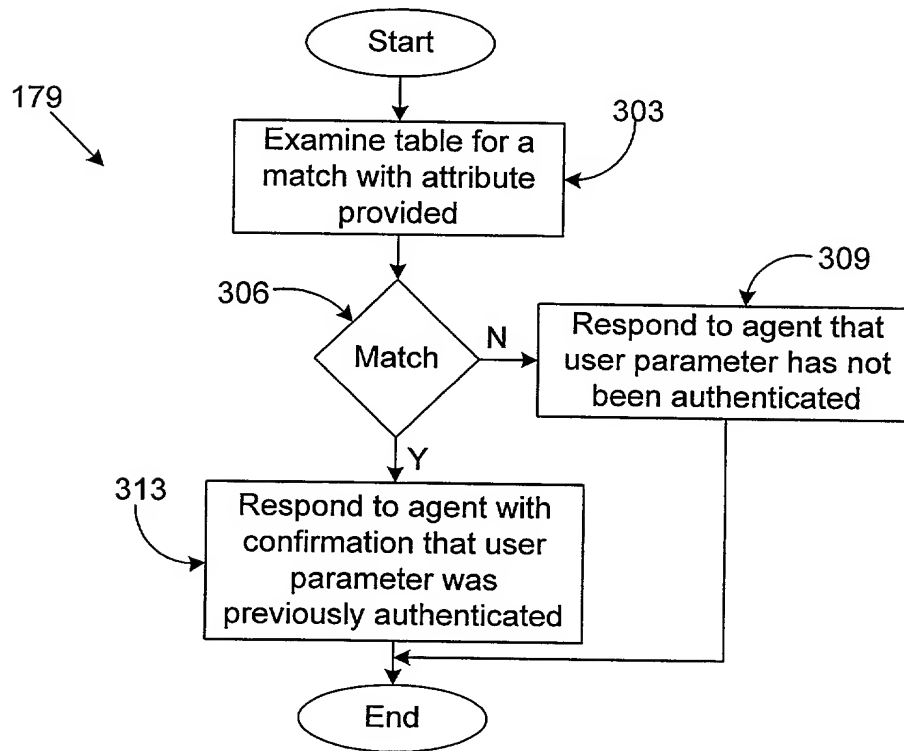 Start
179
303
Examine table for a
match with attribute
provided
306
Match
N
309
Respond to agent that
user parameter has not
been authenticated
Y
313
Respond to agent with
confirmation that user
parameter was
previously authenticated
End